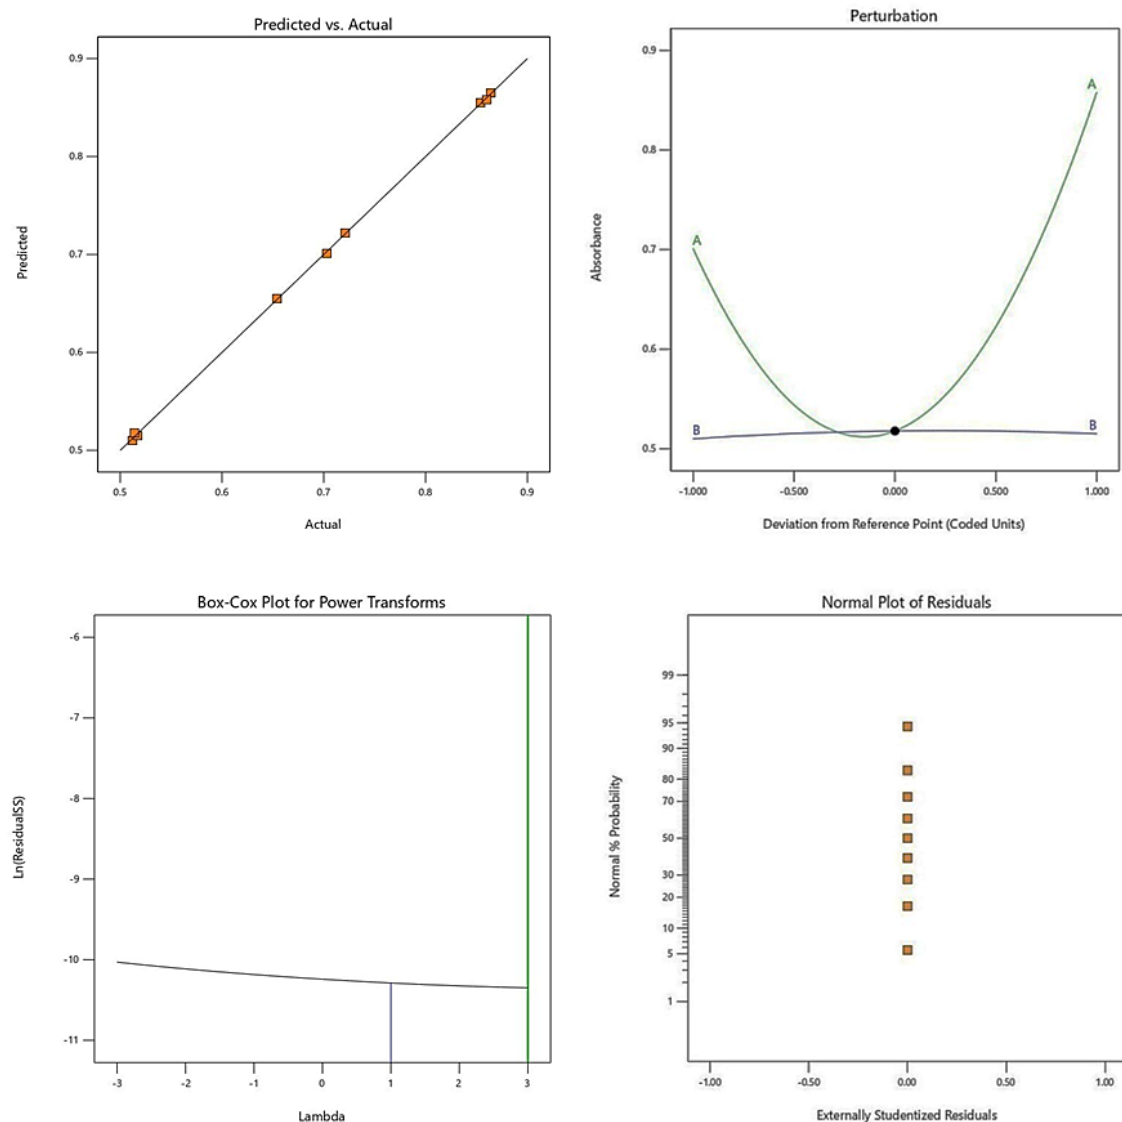 Predicted vs. Actual
0.9
0.8
0.7
0.6
0.5
Predicted
0.5 0.6 0.7 0.8 0.9
Actual
Perturbation
0.9
0.8
0.7
0.6
0.5
Absorbance
A
A
B
B
-1.000 -0.500 0.000 0.500 1.000
Deviation from Reference Point (Coded Units)
Box-Cox Plot for Power Transforms
-6
-7
-8
-9
-10
-11
Ln(ResidualSS)
-3 -2 -1 0 1 2 3
Lambda
Normal Plot of Residuals
99
95
90
80
70
50
30
20
10
5
1
Normal % Probability
-1.00 -0.50 0.00 0.50 1.00
Externally Studentized Residuals